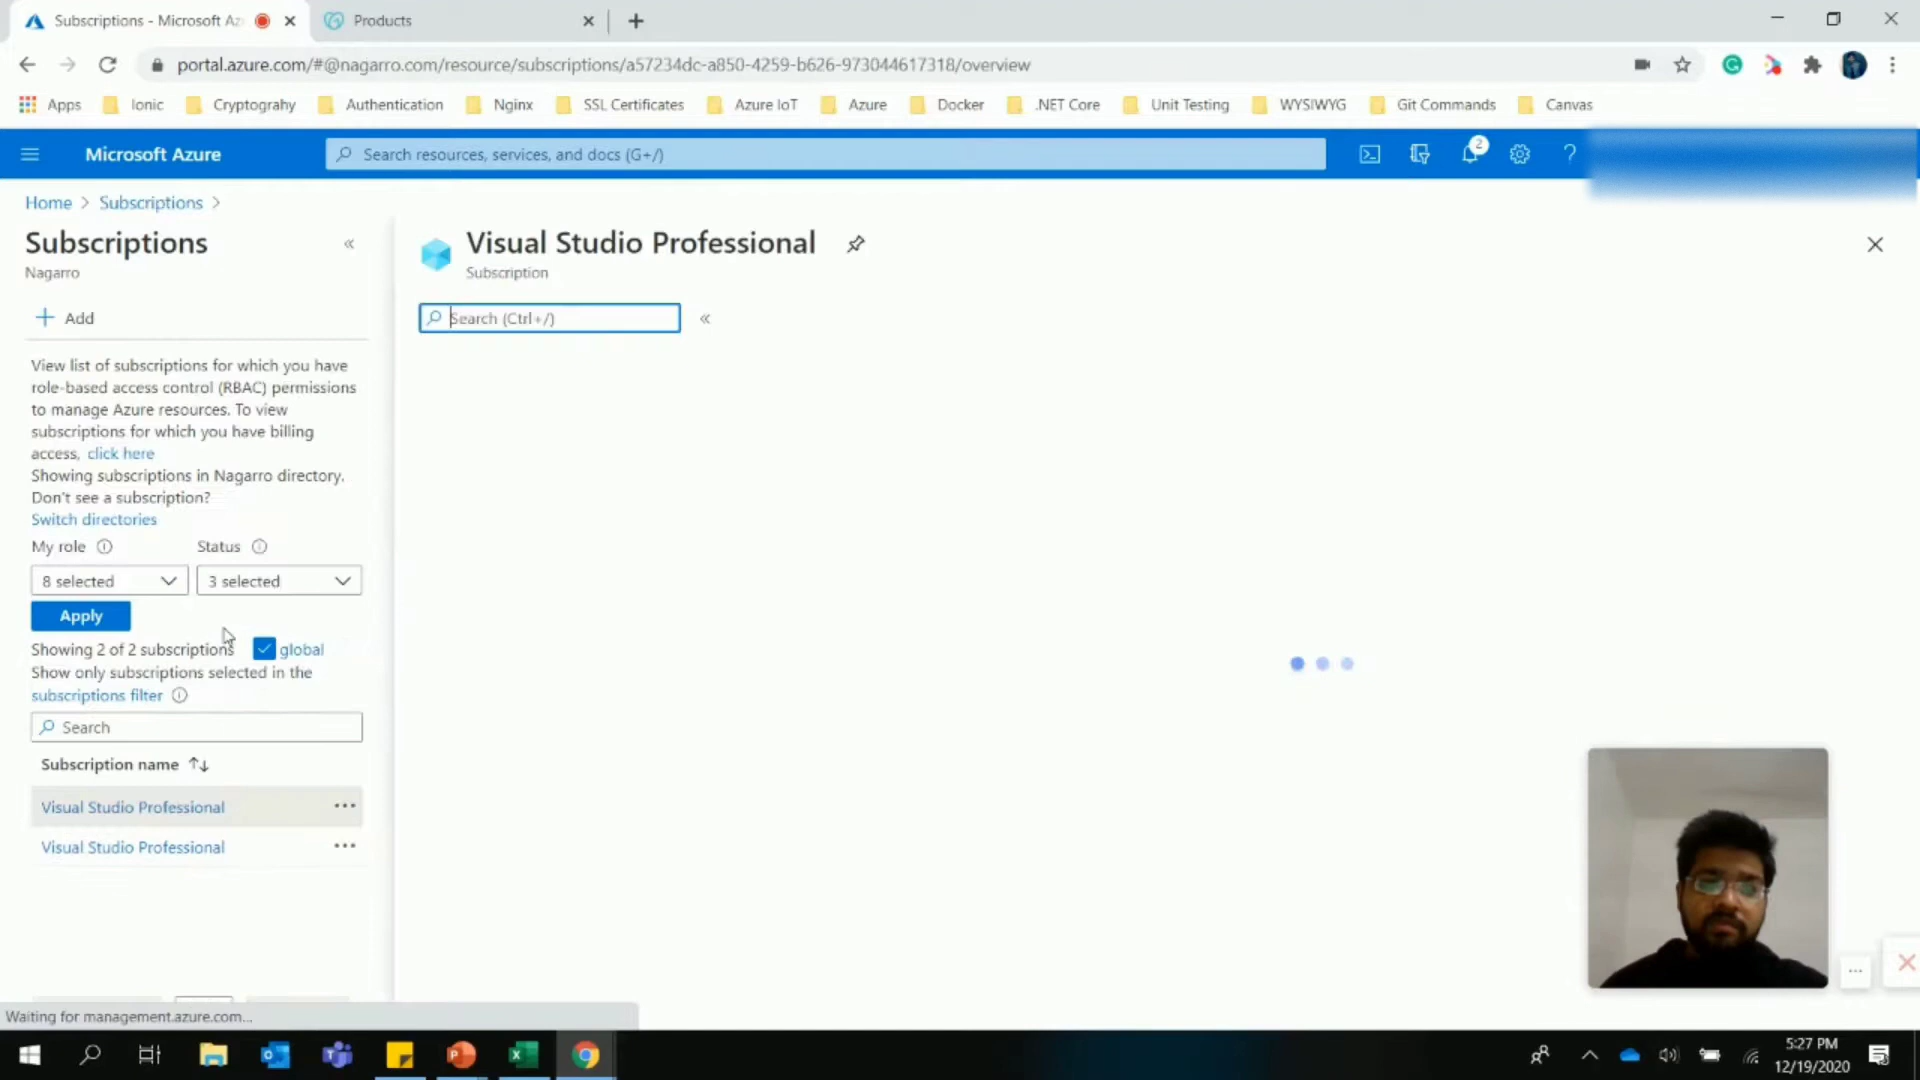 Subscriptions - Microsoft Az
Products
portal.azure.com/#@nagarro.com/resource/subscriptions/a57234dc-a850-4259-b626-973044617318/overview
Apps
Ionic
Cryptograhy
Authentication
Nginx
SSL Certificates
Azure IoT
Azure
Docker
.NET Core
Unit Testing
WYSIWYG
Git Commands
Canvas
Microsoft Azure
Search resources, services, and docs (G+/)
2
Home > Subscriptions >
Subscriptions
Nagarro
Add
View list of subscriptions for which you have
role-based access control (RBAC) permissions
to manage Azure resources. To view
subscriptions for which you have billing
access, click here
Showing subscriptions in Nagarro directory.
Don't see a subscription?
Switch directories
My role
Status
8 selected
3 selected
Apply
Showing 2 of 2 subscriptions
global
Show only subscriptions selected in the
subscriptions filter
Search
Subscription name
Visual Studio Professional
Visual Studio Professional
Visual Studio Professional
Subscription
Search (Ctrl+/)
Waiting for management.azure.com...
5:27 PM
12/19/2020